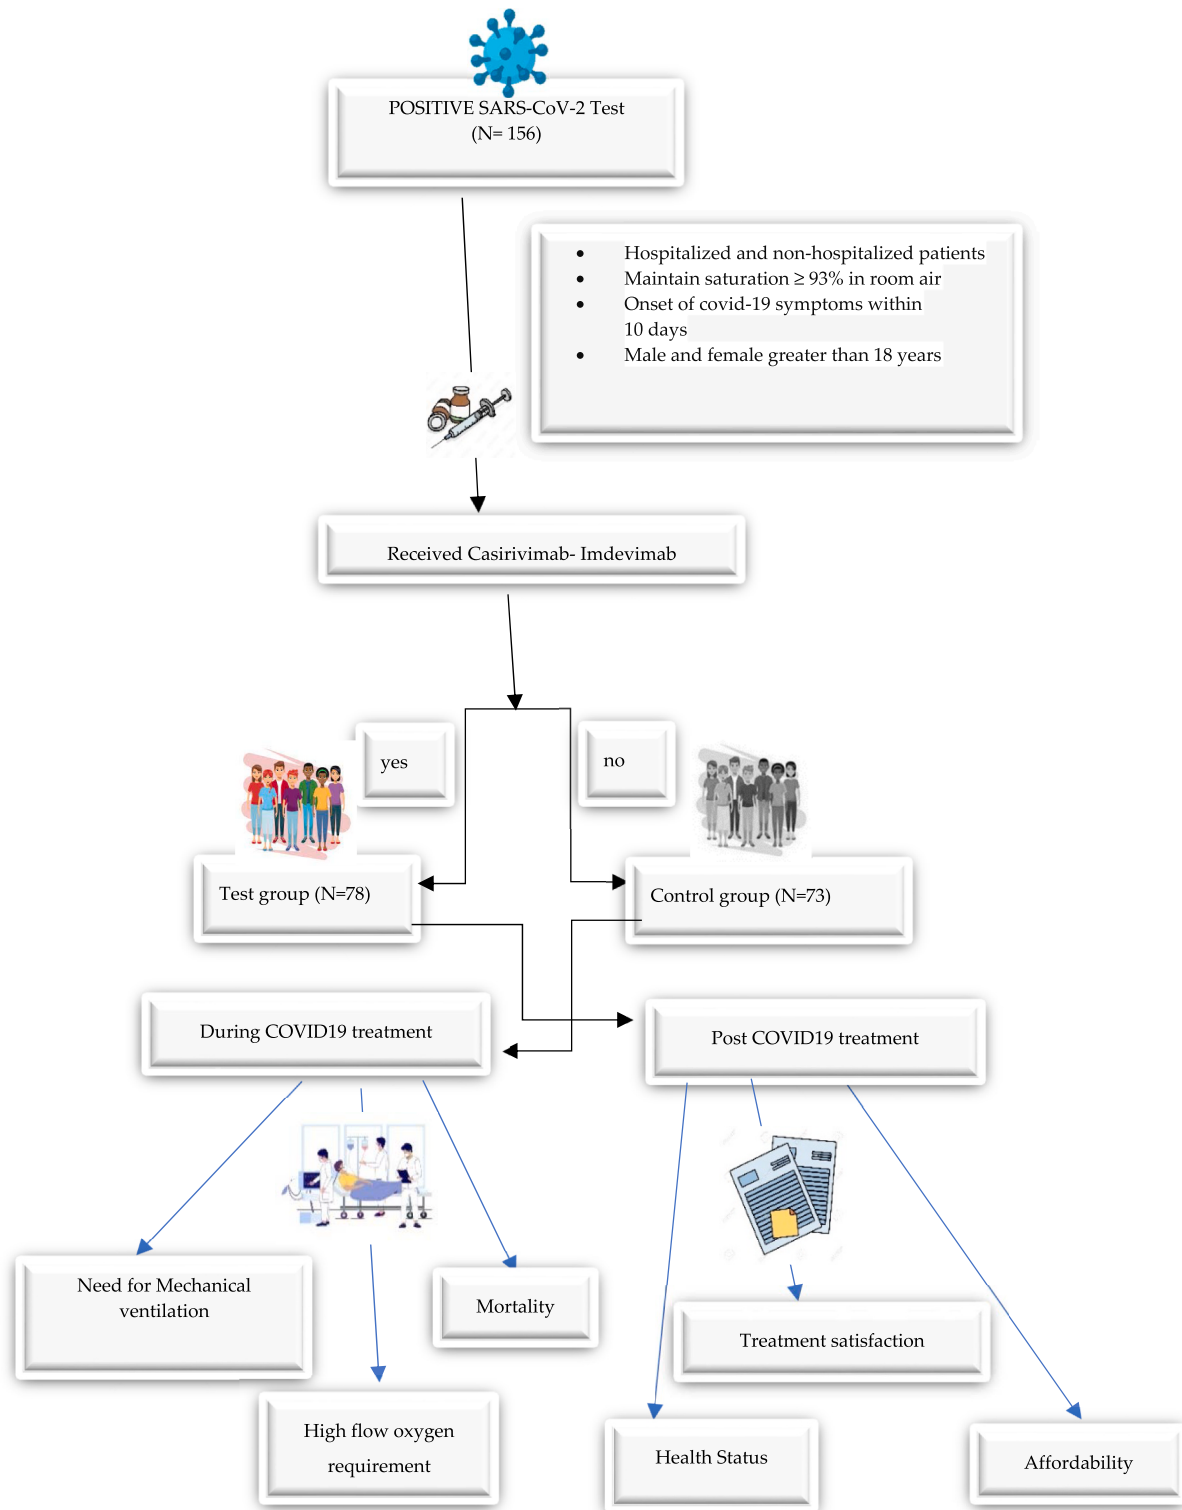 POSITIVE SARS-CoV-2 Test
(N= 156)
• Hospitalized and non-hospitalized patients
• Maintain saturation ≥ 93% in room air
• Onset of covid-19 symptoms within
10 days
• Male and female greater than 18 years
Received Casirivimab- Imdevimab
yes
no
Test group (N=78)
Control group (N=73)
During COVID19 treatment
Post COVID19 treatment
Need for Mechanical
ventilation
Mortality
Treatment satisfaction
High flow oxygen
requirement
Health Status
Affordability